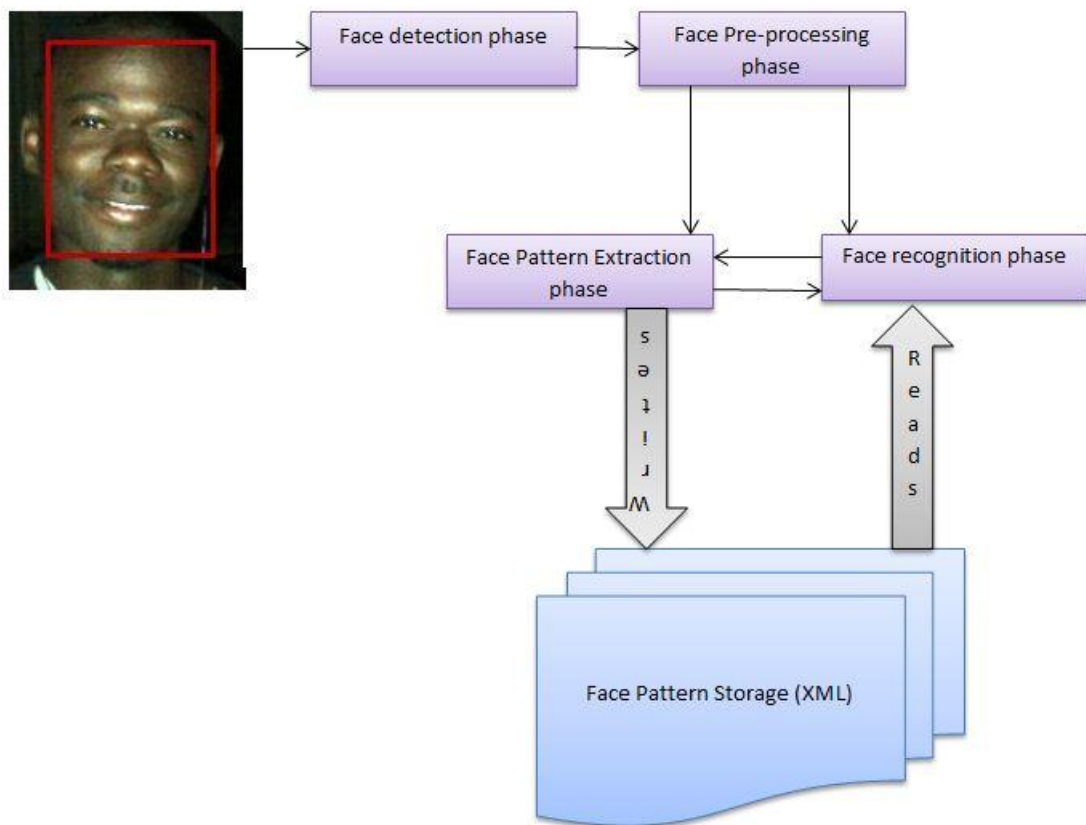 Face detection phase
Face Pre-processing
phase
Face Pattern Extraction
phase
Face recognition phase
Writes
Reads
Face Pattern Storage (XML)